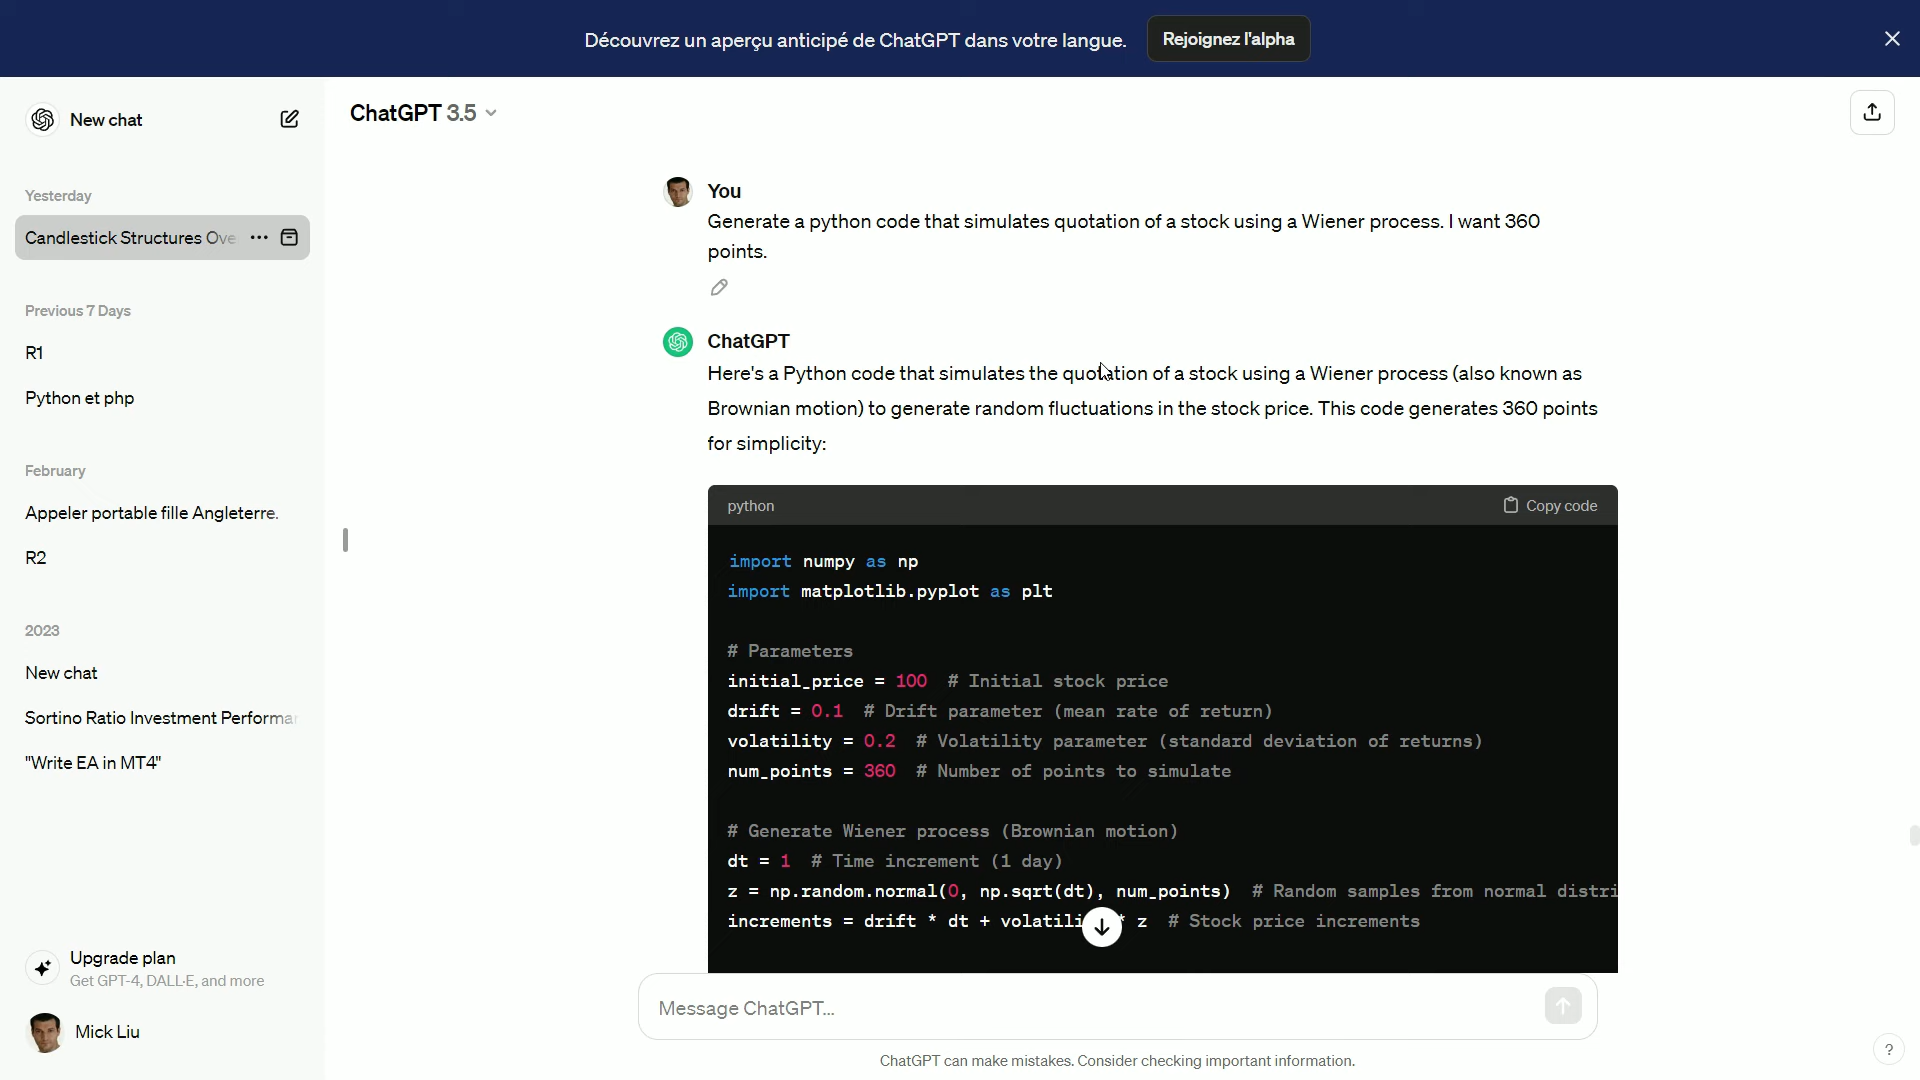 Découvrez un aperçu anticipé de ChatGPT dans votre langue.
Rejoignez l'alpha
New chat
Yesterday
Candlestick Structures Ove
Previous 7 Days
R1
Python et php
February
Appeler portable fille Angleterre.
R2
2023
New chat
Sortino Ratio Investment Performa
"Write EA in MT4"
Upgrade plan
Get GPT-4, DALL·E, and more
Mick Liu
ChatGPT 3.5
You
Generate a python code that simulates quotation of a stock using a Wiener process. I want 360
points.
ChatGPT
Here's a Python code that simulates the quotation of a stock using a Wiener process (also known as
Brownian motion) to generate random fluctuations in the stock price. This code generates 360 points
for simplicity:
python
Copy code
import numpy as np
import matplotlib.pyplot as plt
# Parameters
initial_price = 100 # Initial stock price
drift = 0.1 # Drift parameter (mean rate of return)
volatility = 0.2 # Volatility parameter (standard deviation of returns)
num_points = 360 # Number of points to simulate
# Generate Wiener process (Brownian motion)
dt = 1 # Time increment (1 day)
z = np.random.normal(0, np.sqrt(dt), num_points) # Random samples from normal distri
increments = drift * dt + volatili * z # Stock price increments
Message ChatGPT...
ChatGPT can make mistakes. Consider checking important information.
?